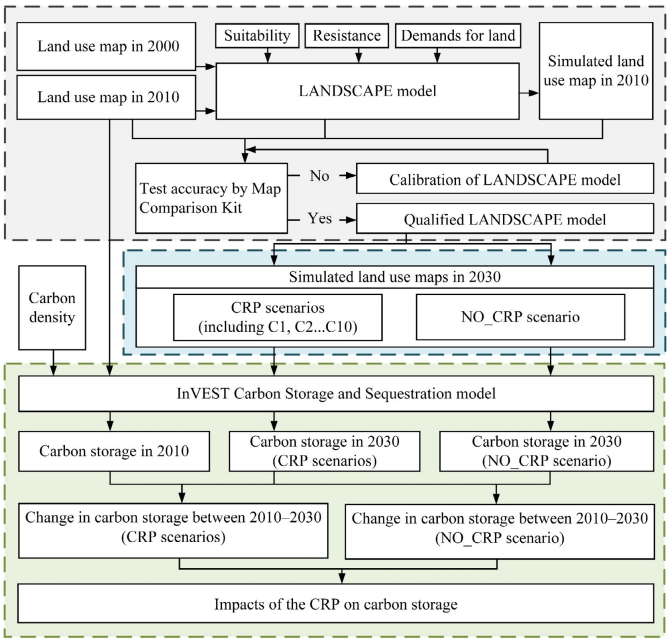 Land use map in 2000
Suitability
Resistance
Demands for land
Simulated land
use map in 2010
Land use map in 2010
LANDSCAPE model
Test accuracy by Map
Comparison Kit
No
Calibration of LANDSCAPE model
Yes
Qualified LANDSCAPE model
Carbon
density
Simulated land use maps in 2030
CRP scenarios
(including C1, C2...C10)
NO_CRP scenario
InVEST Carbon Storage and Sequestration model
Carbon storage in 2010
Carbon storage in 2030
(CRP scenarios)
Carbon storage in 2030
(NO_CRP scenario)
Change in carbon storage between 2010–2030
(CRP scenarios)
Change in carbon storage between 2010–2030
(NO_CRP scenario)
Impacts of the CRP on carbon storage